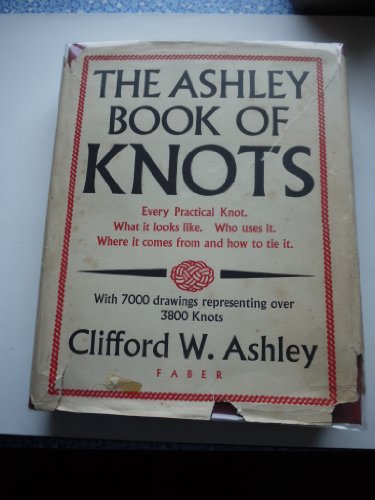 THE ASHLEY
BOOK OF
KNOTS
Every Practical Knot.
What it looks like. Who uses it.
Where it comes from and how to tie it.
With 7000 drawings representing over
3800 Knots
Clifford W. Ashley
FABER